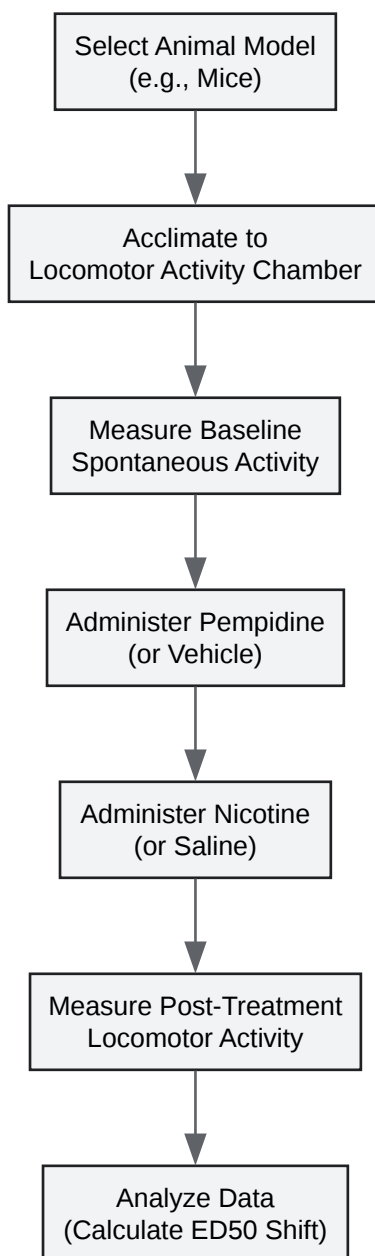 Select Animal Model
(e.g., Mice)
Acclimate to
Locomotor Activity Chamber
Measure Baseline
Spontaneous Activity
Administer Pempidine
(or Vehicle)
Administer Nicotine
(or Saline)
Measure Post-Treatment
Locomotor Activity
Analyze Data
(Calculate ED50 Shift)